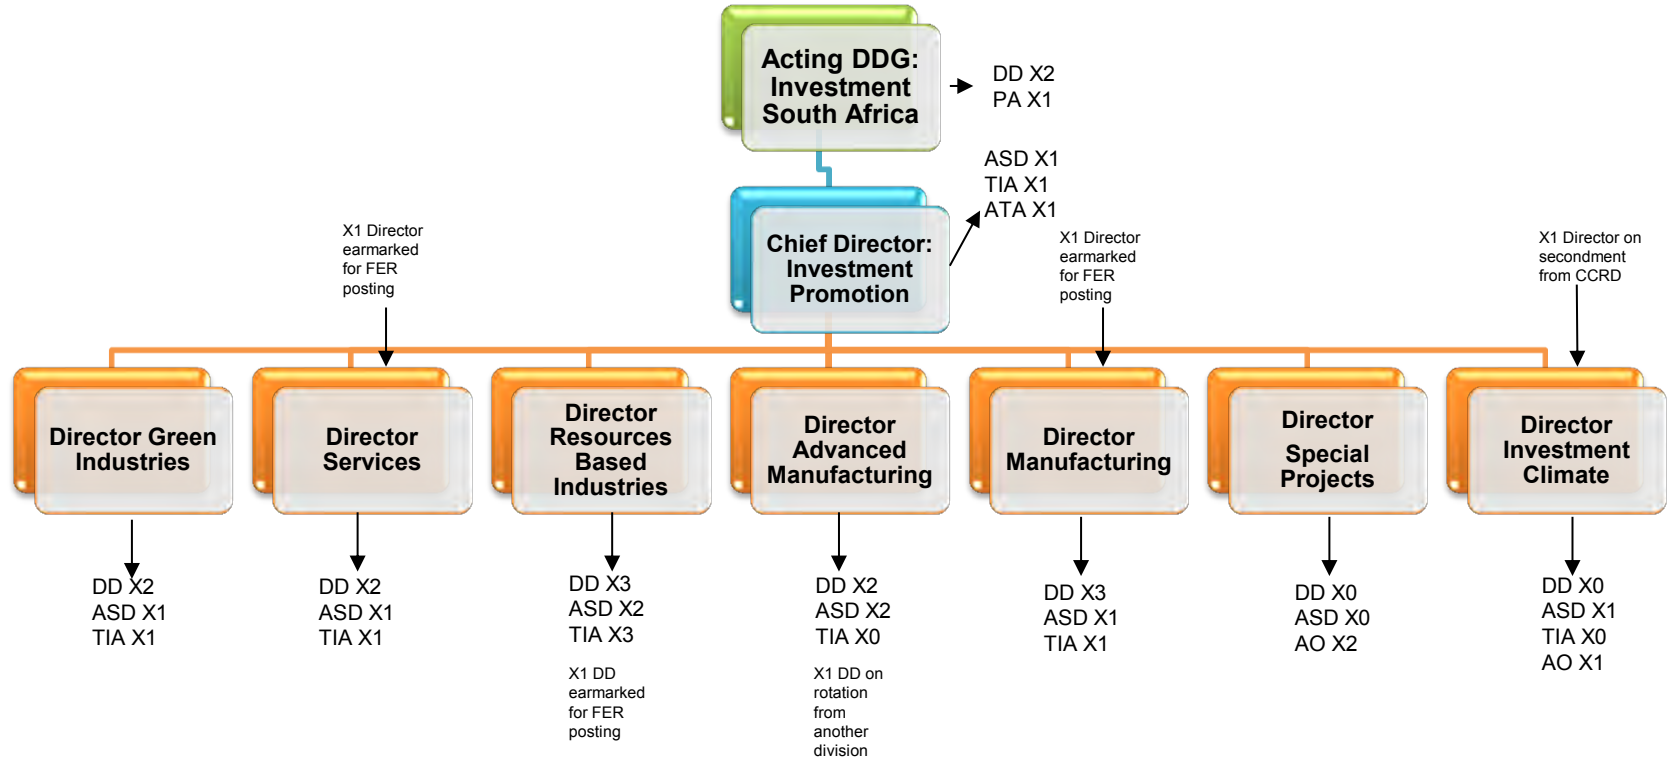 Acting DDG:
Investment
South Africa
DD X2
PA X1
ASD X1
TIA X1
ATA X1
Chief Director:
Investment
Promotion
X1 Director
earmarked
for FER
posting
X1 Director
earmarked
for FER
posting
X1 Director on
secondment
from CCRD
Director Green
Industries
Director
Services
Director
Resources
Based
Industries
Director
Advanced
Manufacturing
Director
Manufacturing
Director
Special
Projects
Director
Investment
Climate
DD X2
ASD X1
TIA X1
DD X2
ASD X1
TIA X1
DD X3
ASD X2
TIA X3
X1 DD
earmarked
for FER
posting
DD X2
ASD X2
TIA X0
X1 DD on
rotation
from
another
division
DD X3
ASD X1
TIA X1
DD X0
ASD X0
AO X2
DD X0
ASD X1
TIA X0
AO X1